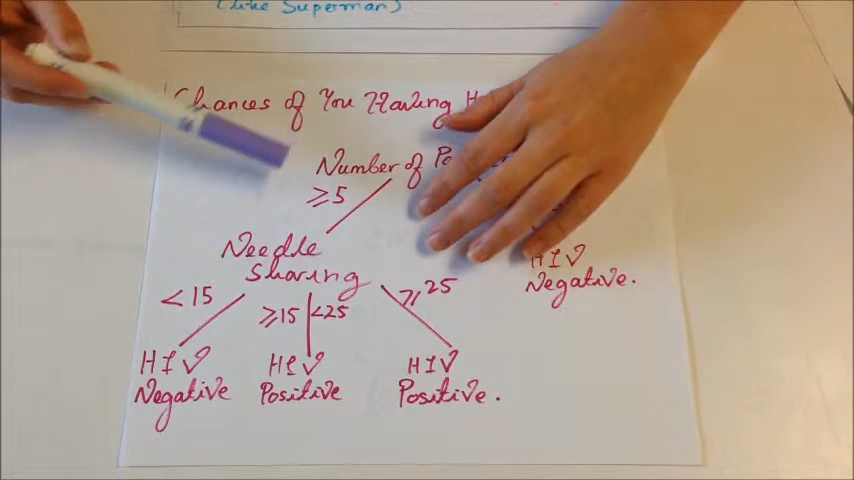 (like Superman)
Chances of You Having
Number of
≥5
Needle
Sharing
<15
≥15 <25
≥25
HIV
Negative.
HIV
Negative
HIV
Positive
HIV
Positive.